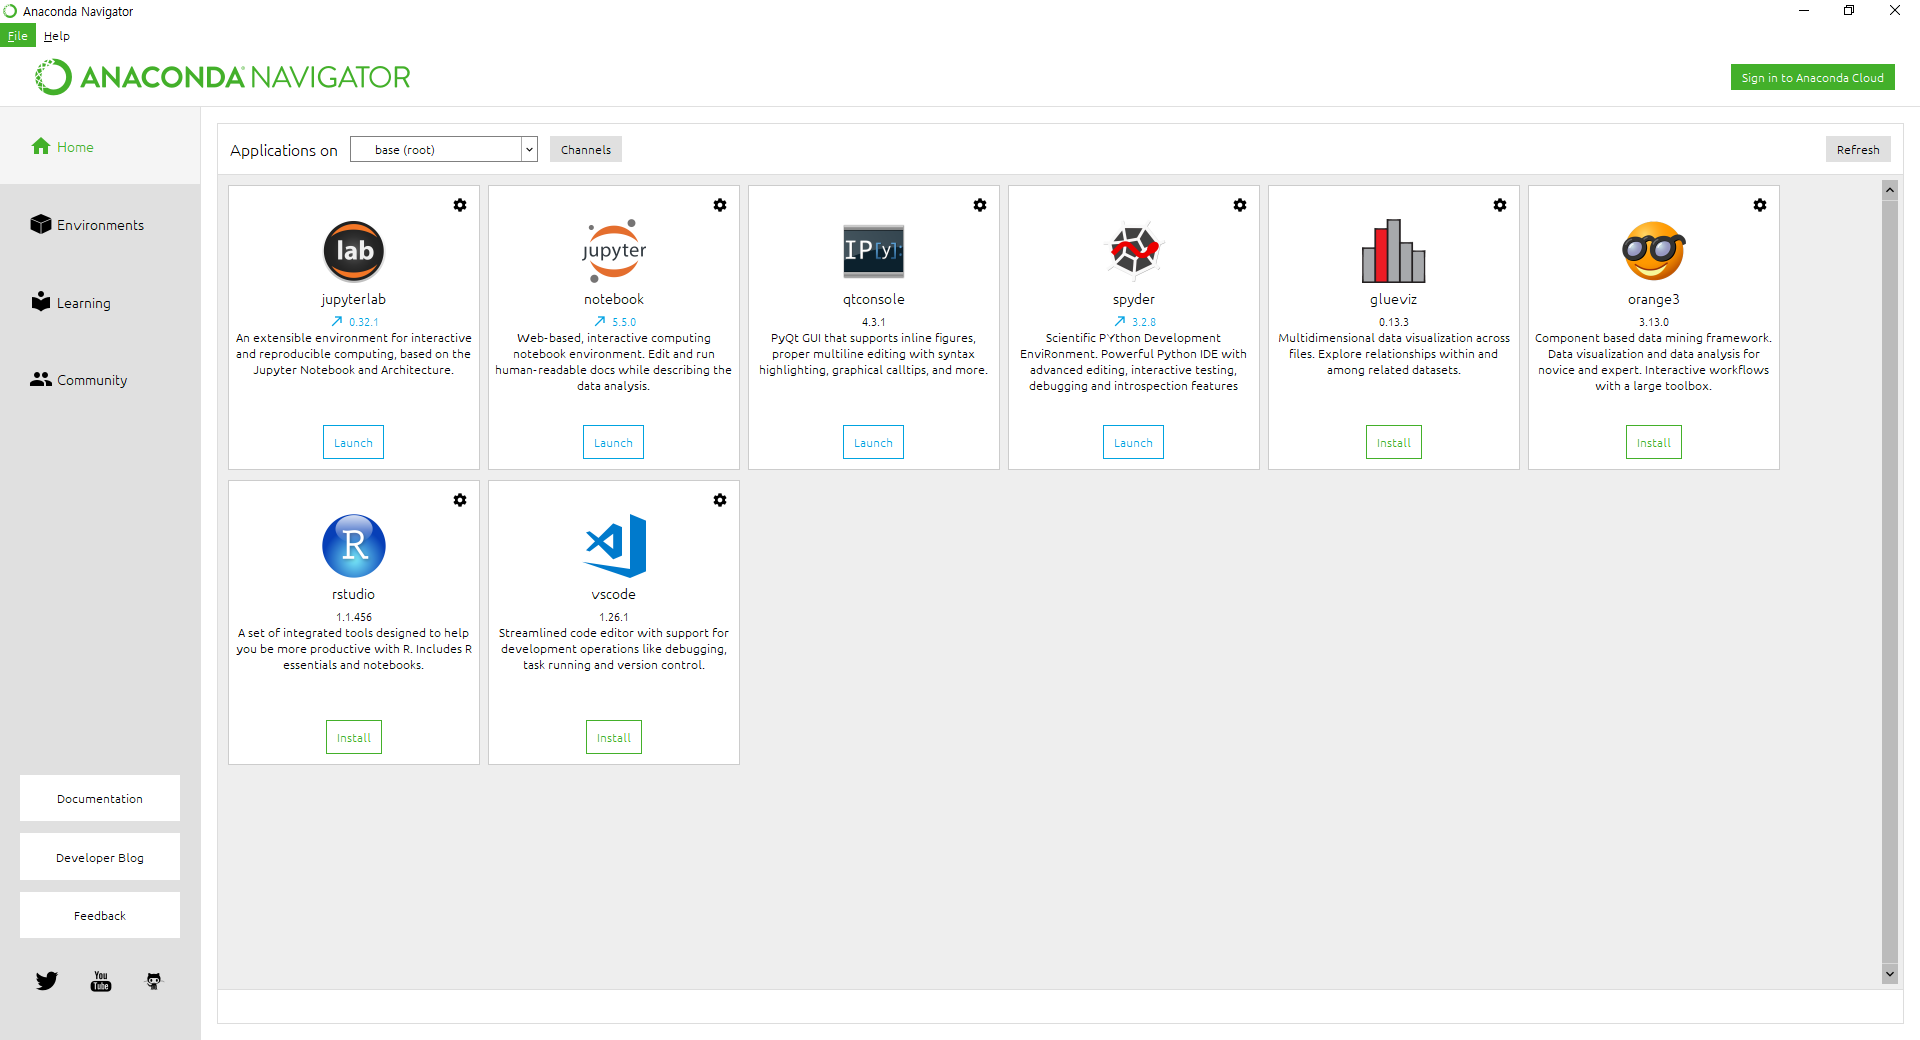 Anaconda Navigator
File Help
ANACONDA NAVIGATOR
Sign in to Anaconda Cloud
Home
Environments
Learning
Community
Documentation
Developer Blog
Feedback
You
Tube
Applications on base (root) Channels Refresh
lab
jupyterlab
0.32.1
An extensible environment for interactive
and reproducible computing, based on the
Jupyter Notebook and Architecture.
Launch
jupyter
notebook
5.5.0
Web-based, interactive computing
notebook environment. Edit and run
human-readable docs while describing the
data analysis.
Launch
IP[y]:
qtconsole
4.3.1
PyQt GUI that supports inline figures,
proper multiline editing with syntax
highlighting, graphical calltips, and more.
Launch
spyder
3.2.8
Scientific PYthon Development
EnviRonment. Powerful Python IDE with
advanced editing, interactive testing,
debugging and introspection features
Launch
glueviz
0.13.3
Multidimensional data visualization across
files. Explore relationships within and
among related datasets.
Install
orange3
3.13.0
Component based data mining framework.
Data visualization and data analysis for
novice and expert. Interactive workflows
with a large toolbox.
Install
R
rstudio
1.1.456
A set of integrated tools designed to help
you be more productive with R. Includes R
essentials and notebooks.
Install
vscode
1.26.1
Streamlined code editor with support for
development operations like debugging,
task running and version control.
Install